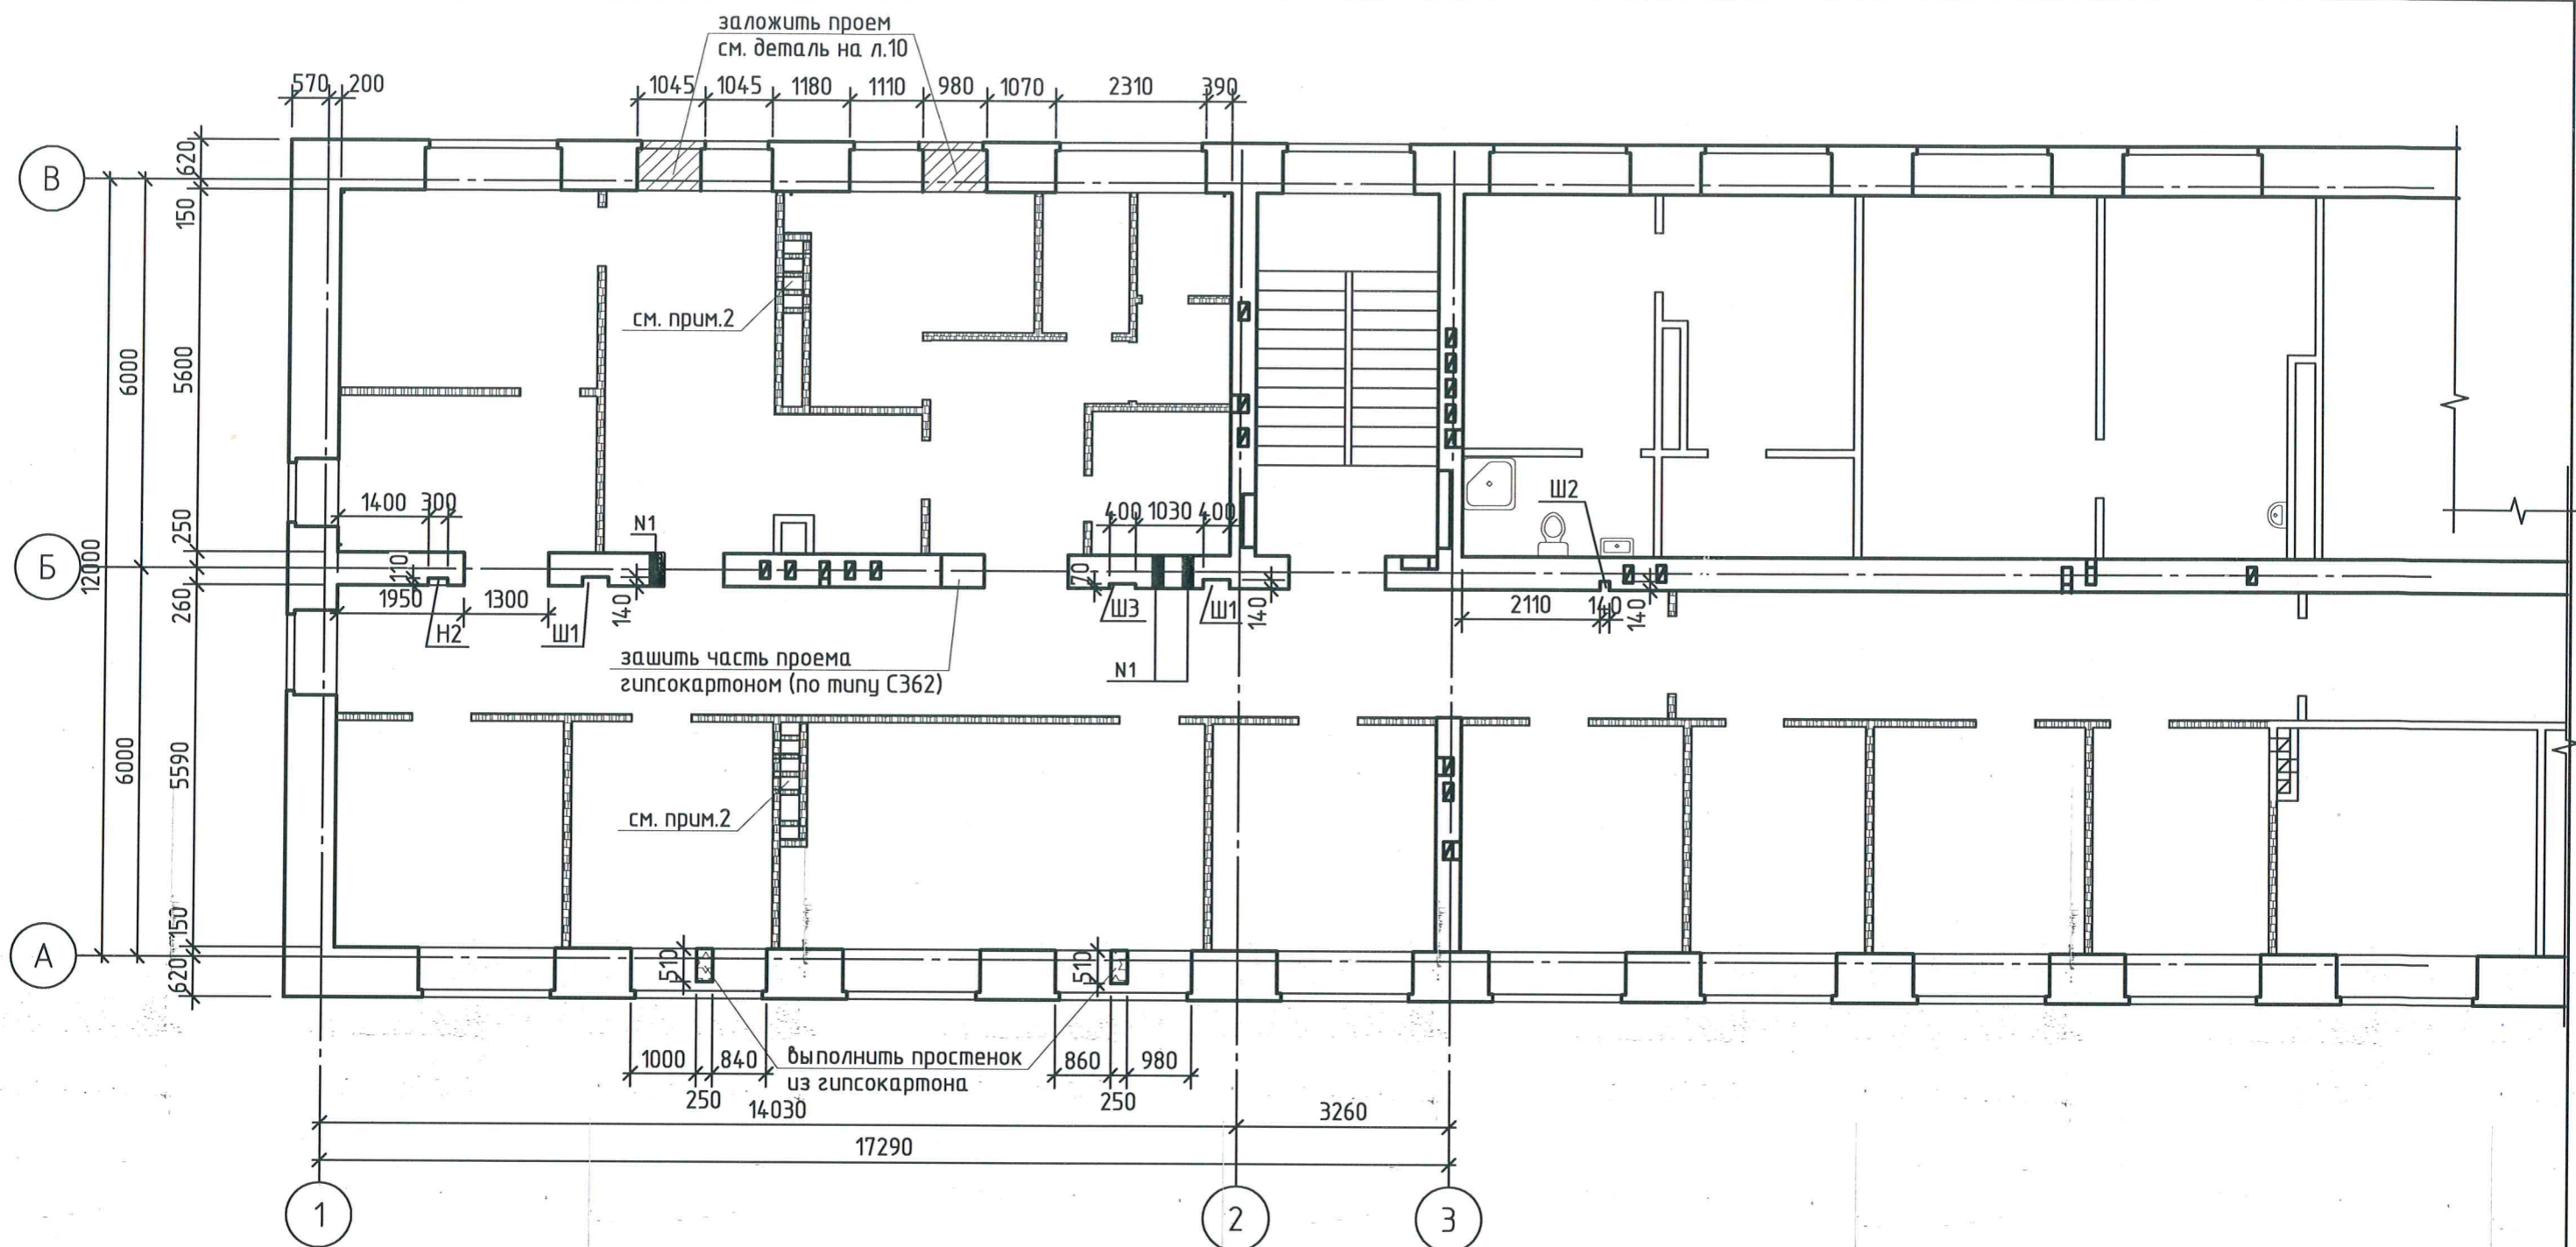 заложить проем
см. деталь на л.10
570 200 1045 1045 1180 1110 980 1070 2310 390
В
620
150
6000
5600
см. прим.2
1400 300
N1
400 1030 400
Ш2
250
Б
12000
110
70
260
1950 1300
140
Ш3
Ш1
140
2110 140
140
Н2
Ш1
зашить часть проема
гипсокартоном (по типу С362)
N1
6000
5590
см. прим.2
150
А
620
510
510
1000 840
выполнить простенок
из гипсокартона
860 980
250
250
14030
3260
17290
1
2
3